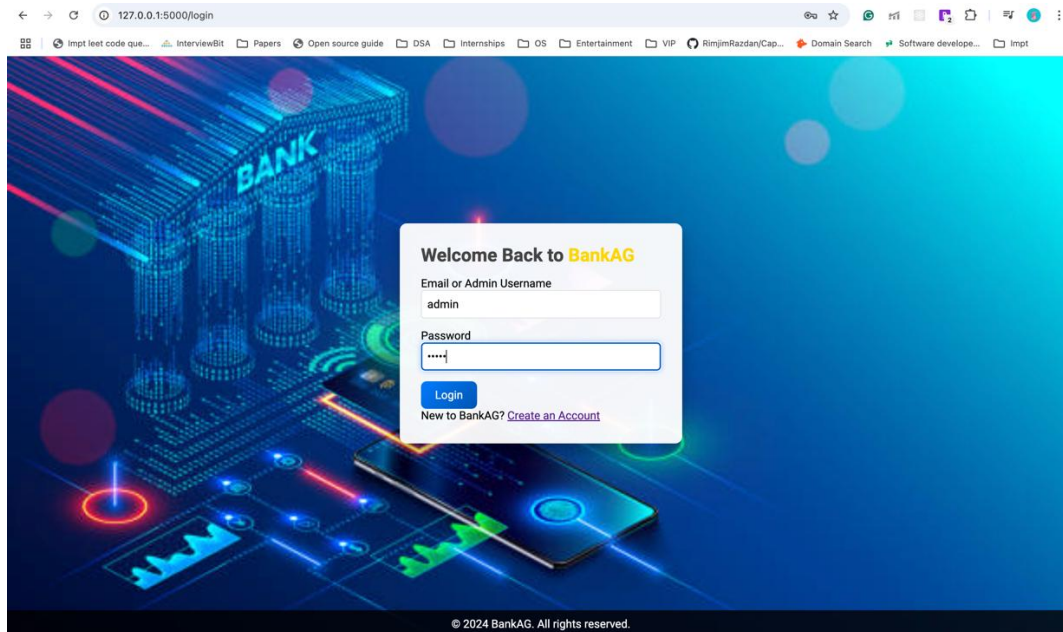 127.0.0.1:5000/login
Impt leet code que... InterviewBit Papers Open source guide DSA Internships OS Entertainment VIP RimjimRazdan/Cap... Domain Search Software develope... Impt
BANK
Welcome Back to BankAG
Email or Admin Username
admin
Password
•••••
Login
New to BankAG? Create an Account
© 2024 BankAG. All rights reserved.